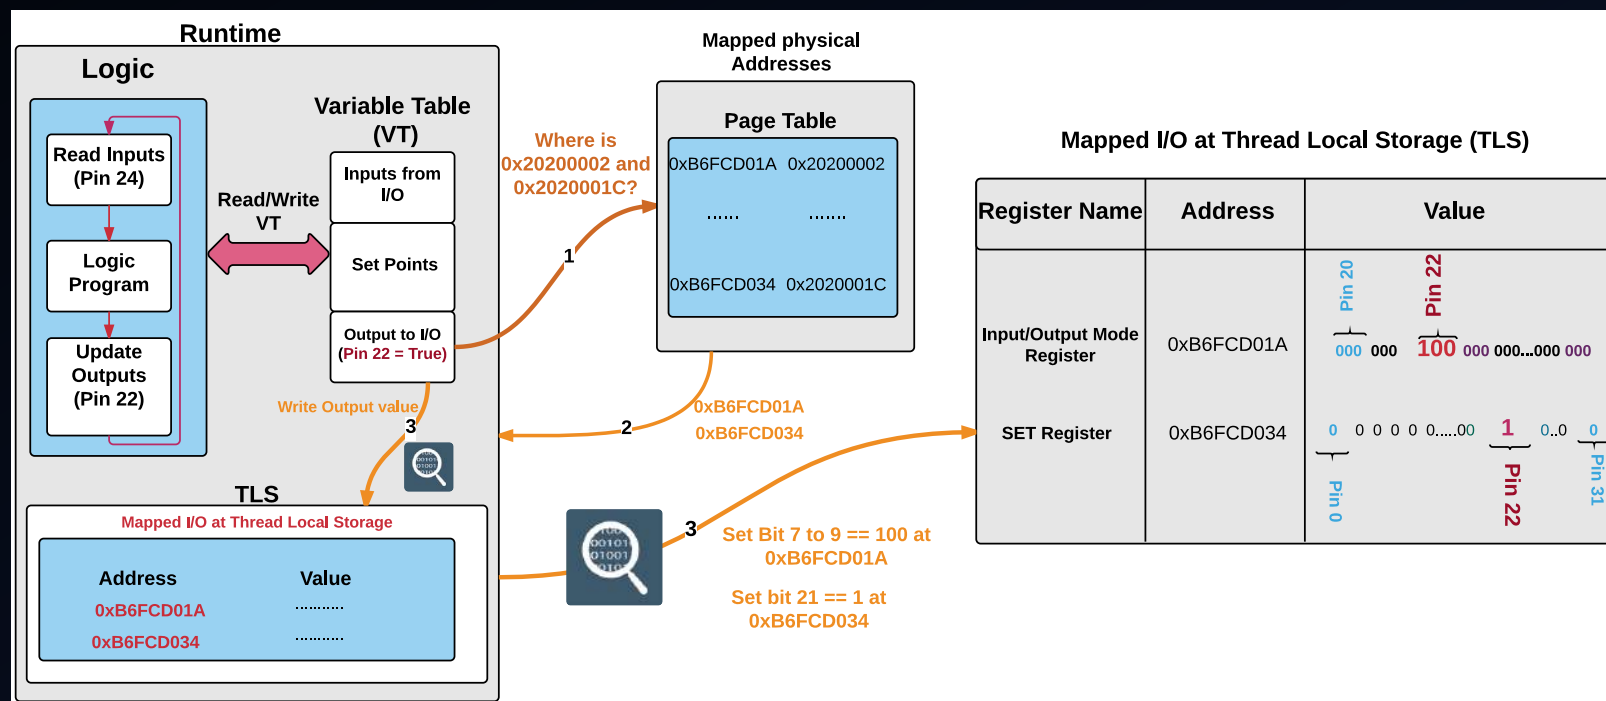 Runtime
Logic
Read Inputs
(Pin 24)
Logic
Program
Update
Outputs
(Pin 22)
Read/Write
VT
Variable Table
(VT)
Inputs from
I/O
Set Points
Output to I/O
(Pin 22 = True)
Write Output value
3
TLS
Mapped I/O at Thread Local Storage
Address Value
0xB6FCD01A ...........
0xB6FCD034 ...........
Where is
0x20200002 and
0x2020001C?
1
Mapped physical
Addresses
Page Table
0xB6FCD01A 0x20200002
...... .......
0xB6FCD034 0x2020001C
2
0xB6FCD01A
0xB6FCD034
3
Set Bit 7 to 9 == 100 at
0xB6FCD01A
Set bit 21 == 1 at
0xB6FCD034
Mapped I/O at Thread Local Storage (TLS)
Register Name Address Value
Pin 20
Pin 22
Input/Output Mode
Register
0xB6FCD01A
000 000 100 000 000...000 000
SET Register
0xB6FCD034
0 0 0 0 0 0.....00 1 0..0 0
Pin 0
Pin 22
Pin 31